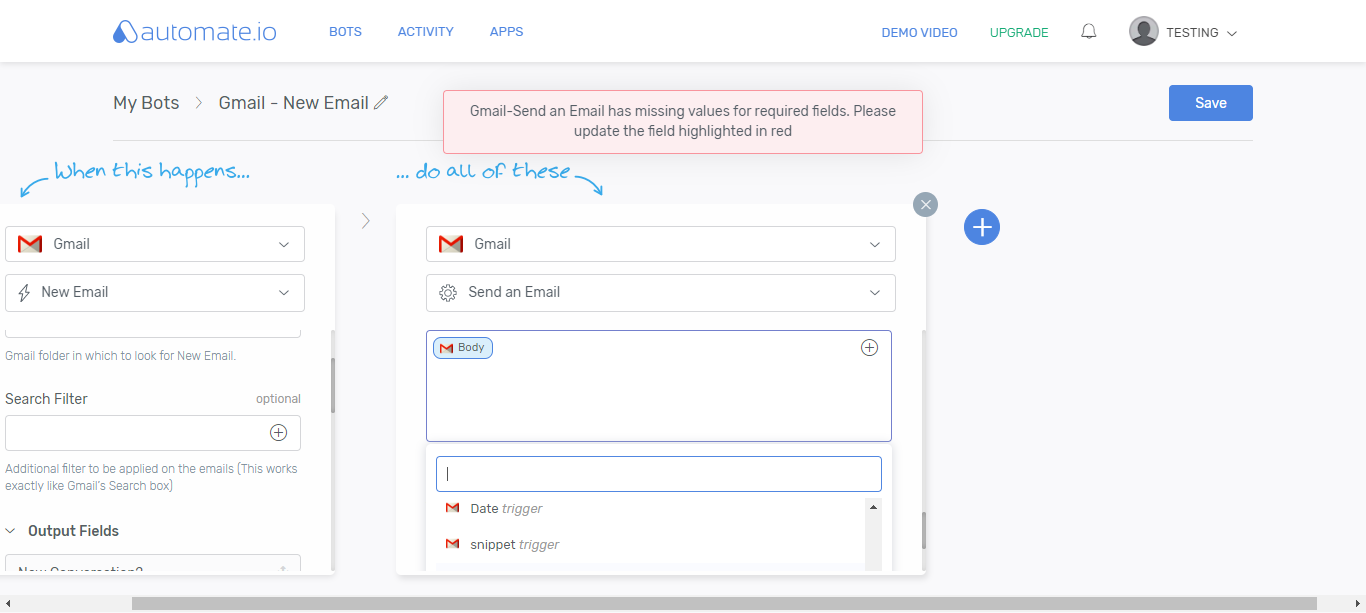 automate.io
BOTS
ACTIVITY
APPS
DEMO VIDEO
UPGRADE
TESTING
My Bots
Gmail - New Email
Gmail-Send an Email has missing values for required fields. Please
update the field highlighted in red
Save
When this happens...
... do all of these
Gmail
New Email
Gmail folder in which to look for New Email.
Search Filter
optional
Additional filter to be applied on the emails (This works
exactly like Gmail's Search box)
Output Fields
New Conversation?
Gmail
Send an Email
Body
Date trigger
snippet trigger